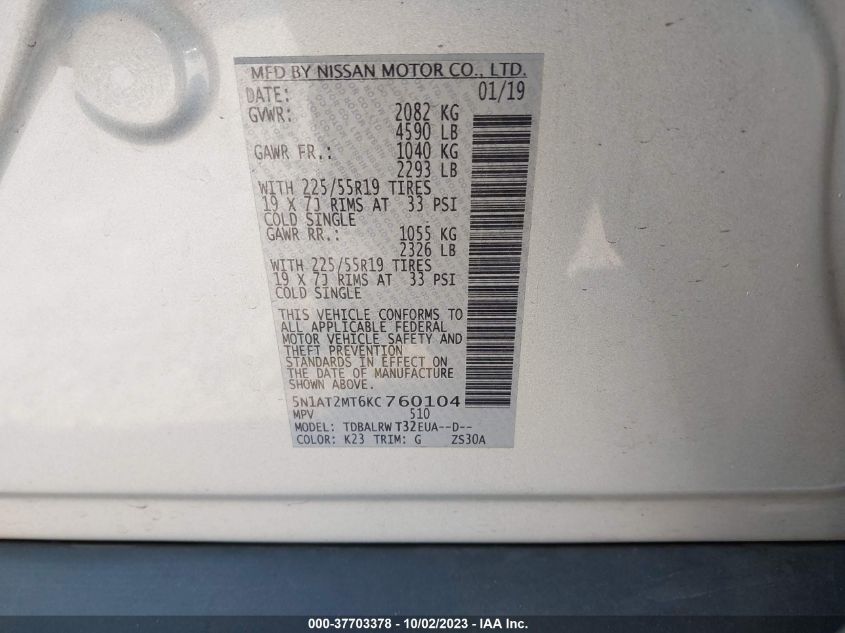 MFD BY NISSAN MOTOR CO., LTD.
DATE: 01/19
GVWR: 2082 KG
4590 LB
GAWR FR.: 1040 KG
2293 LB
WITH 225/55R19 TIRES
19 X 7J RIMS AT 33 PSI
COLD SINGLE
GAWR RR.: 1055 KG
2326 LB
WITH 225/55R19 TIRES
19 X 7J RIMS AT 33 PSI
COLD SINGLE
THIS VEHICLE CONFORMS TO
ALL APPLICABLE FEDERAL
MOTOR VEHICLE SAFETY AND
THEFT PREVENTION
STANDARDS IN EFFECT ON
THE DATE OF MANUFACTURE
SHOWN ABOVE.
5N1AT2MT6KC760104
MPV 510
MODEL: TDBALRW T32EUA--D--
COLOR: K23 TRIM: G ZS30A
000-37703378 - 10/02/2023 - IAA Inc.